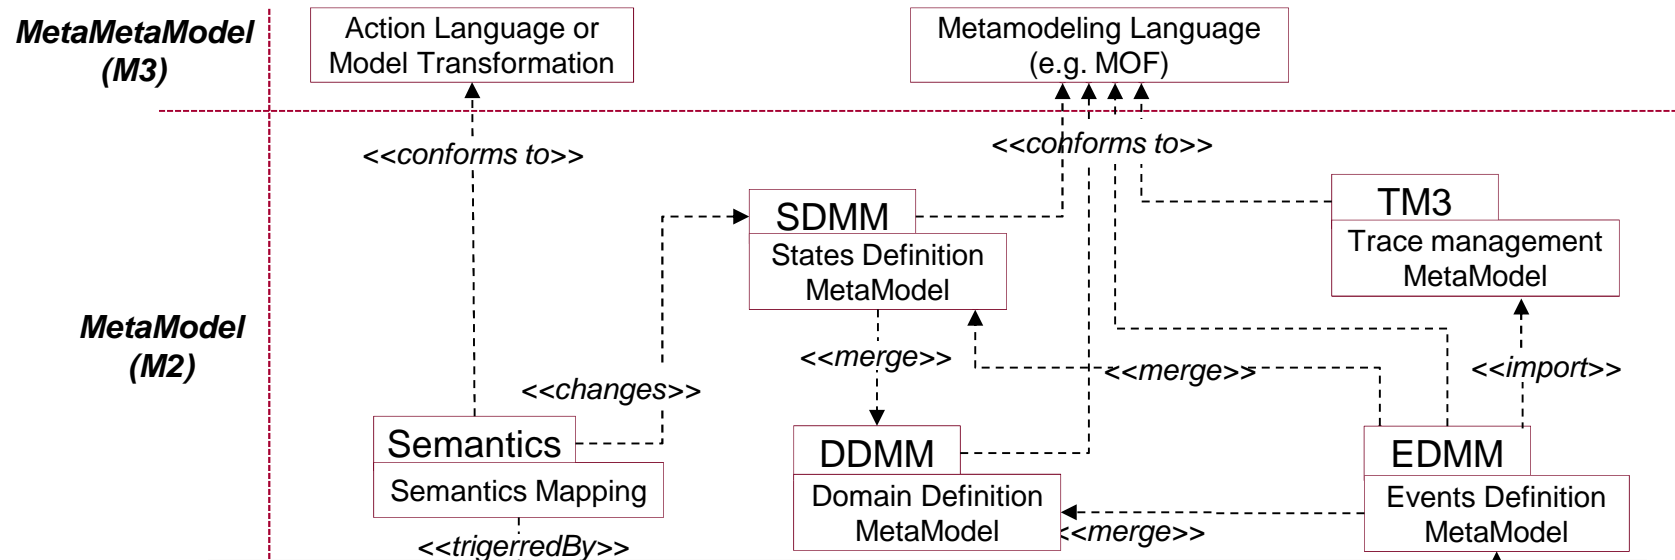 MetaMetaModel
(M3)
Action Language or
Model Transformation
Metamodeling Language
(e.g. MOF)
<<conforms to>>
<<conforms to>>
SDMM
States Definition
MetaModel
TM3
Trace management
MetaModel
MetaModel
(M2)
<<merge>>
<<merge>>
<<import>>
<<changes>>
Semantics
Semantics Mapping
DDMM
Domain Definition
MetaModel
EDMM
Events Definition
MetaModel
<<merge>>
<<trigerredBy>>